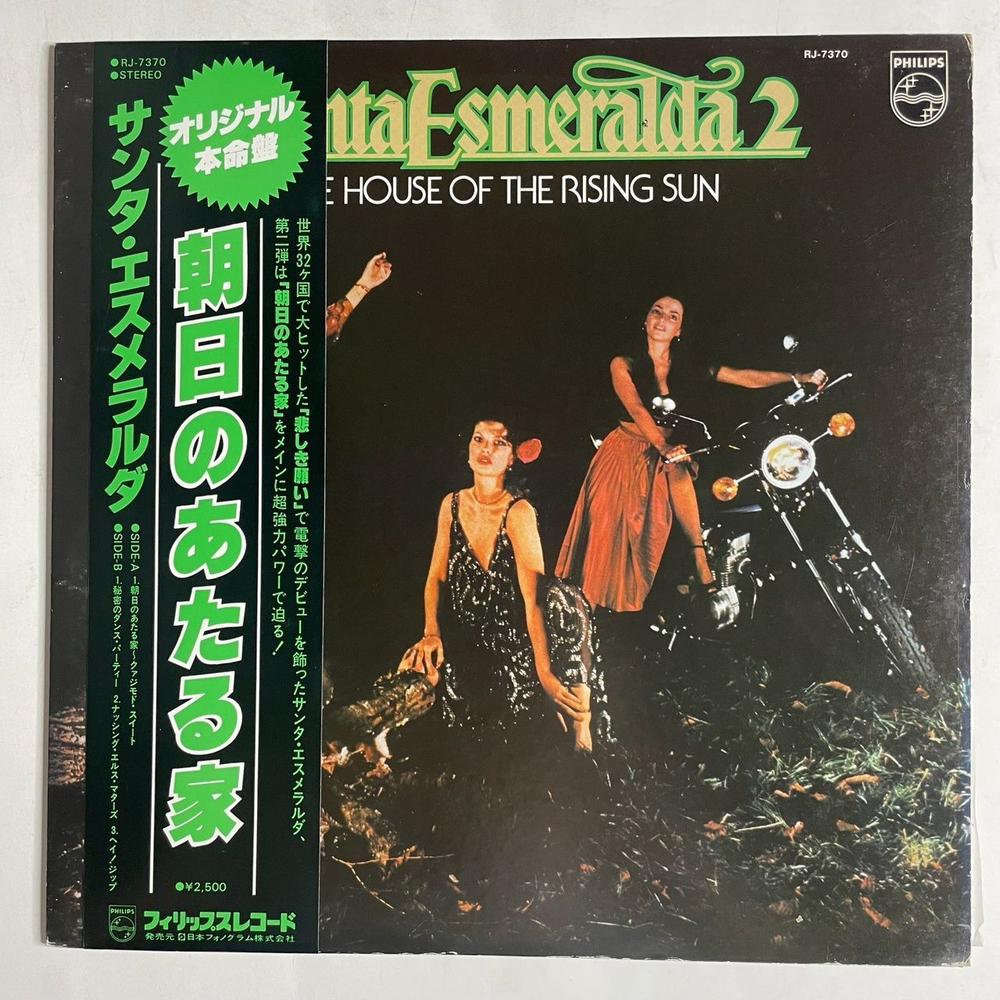 ●RJ-7370
●STEREO
オリジナル
本命盤
サンタ・エスメラルダ
朝日のあたる家
世界32ヶ国で大ヒットした「悲しき願い」で電撃のデビューを飾ったサンタ・エスメラルダ、
第二弾は「朝日のあたる家」をメインに超強力パワーで迫る！
●SIDE-A 1.朝日のあたる家〜クァジモド・スイート
●SIDE-B 1.秘密のダンス・パーティー 2.ナッシング・エルス・マターズ 3.ヘイ！ジップ
●¥2,500
PHILIPS
フィリップスレコード
発売元 日本フォノグラム株式会社
RJ-7370
PHILIPS
nta Esmeralda 2
E HOUSE OF THE RISING SUN